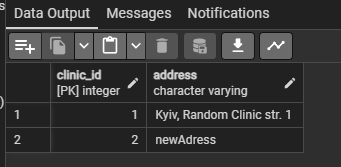 Data Output Messages Notifications
clinic_id address
[PK] integer character varying
1 1 Kyiv, Random Clinic str. 1
2 2 newAdress